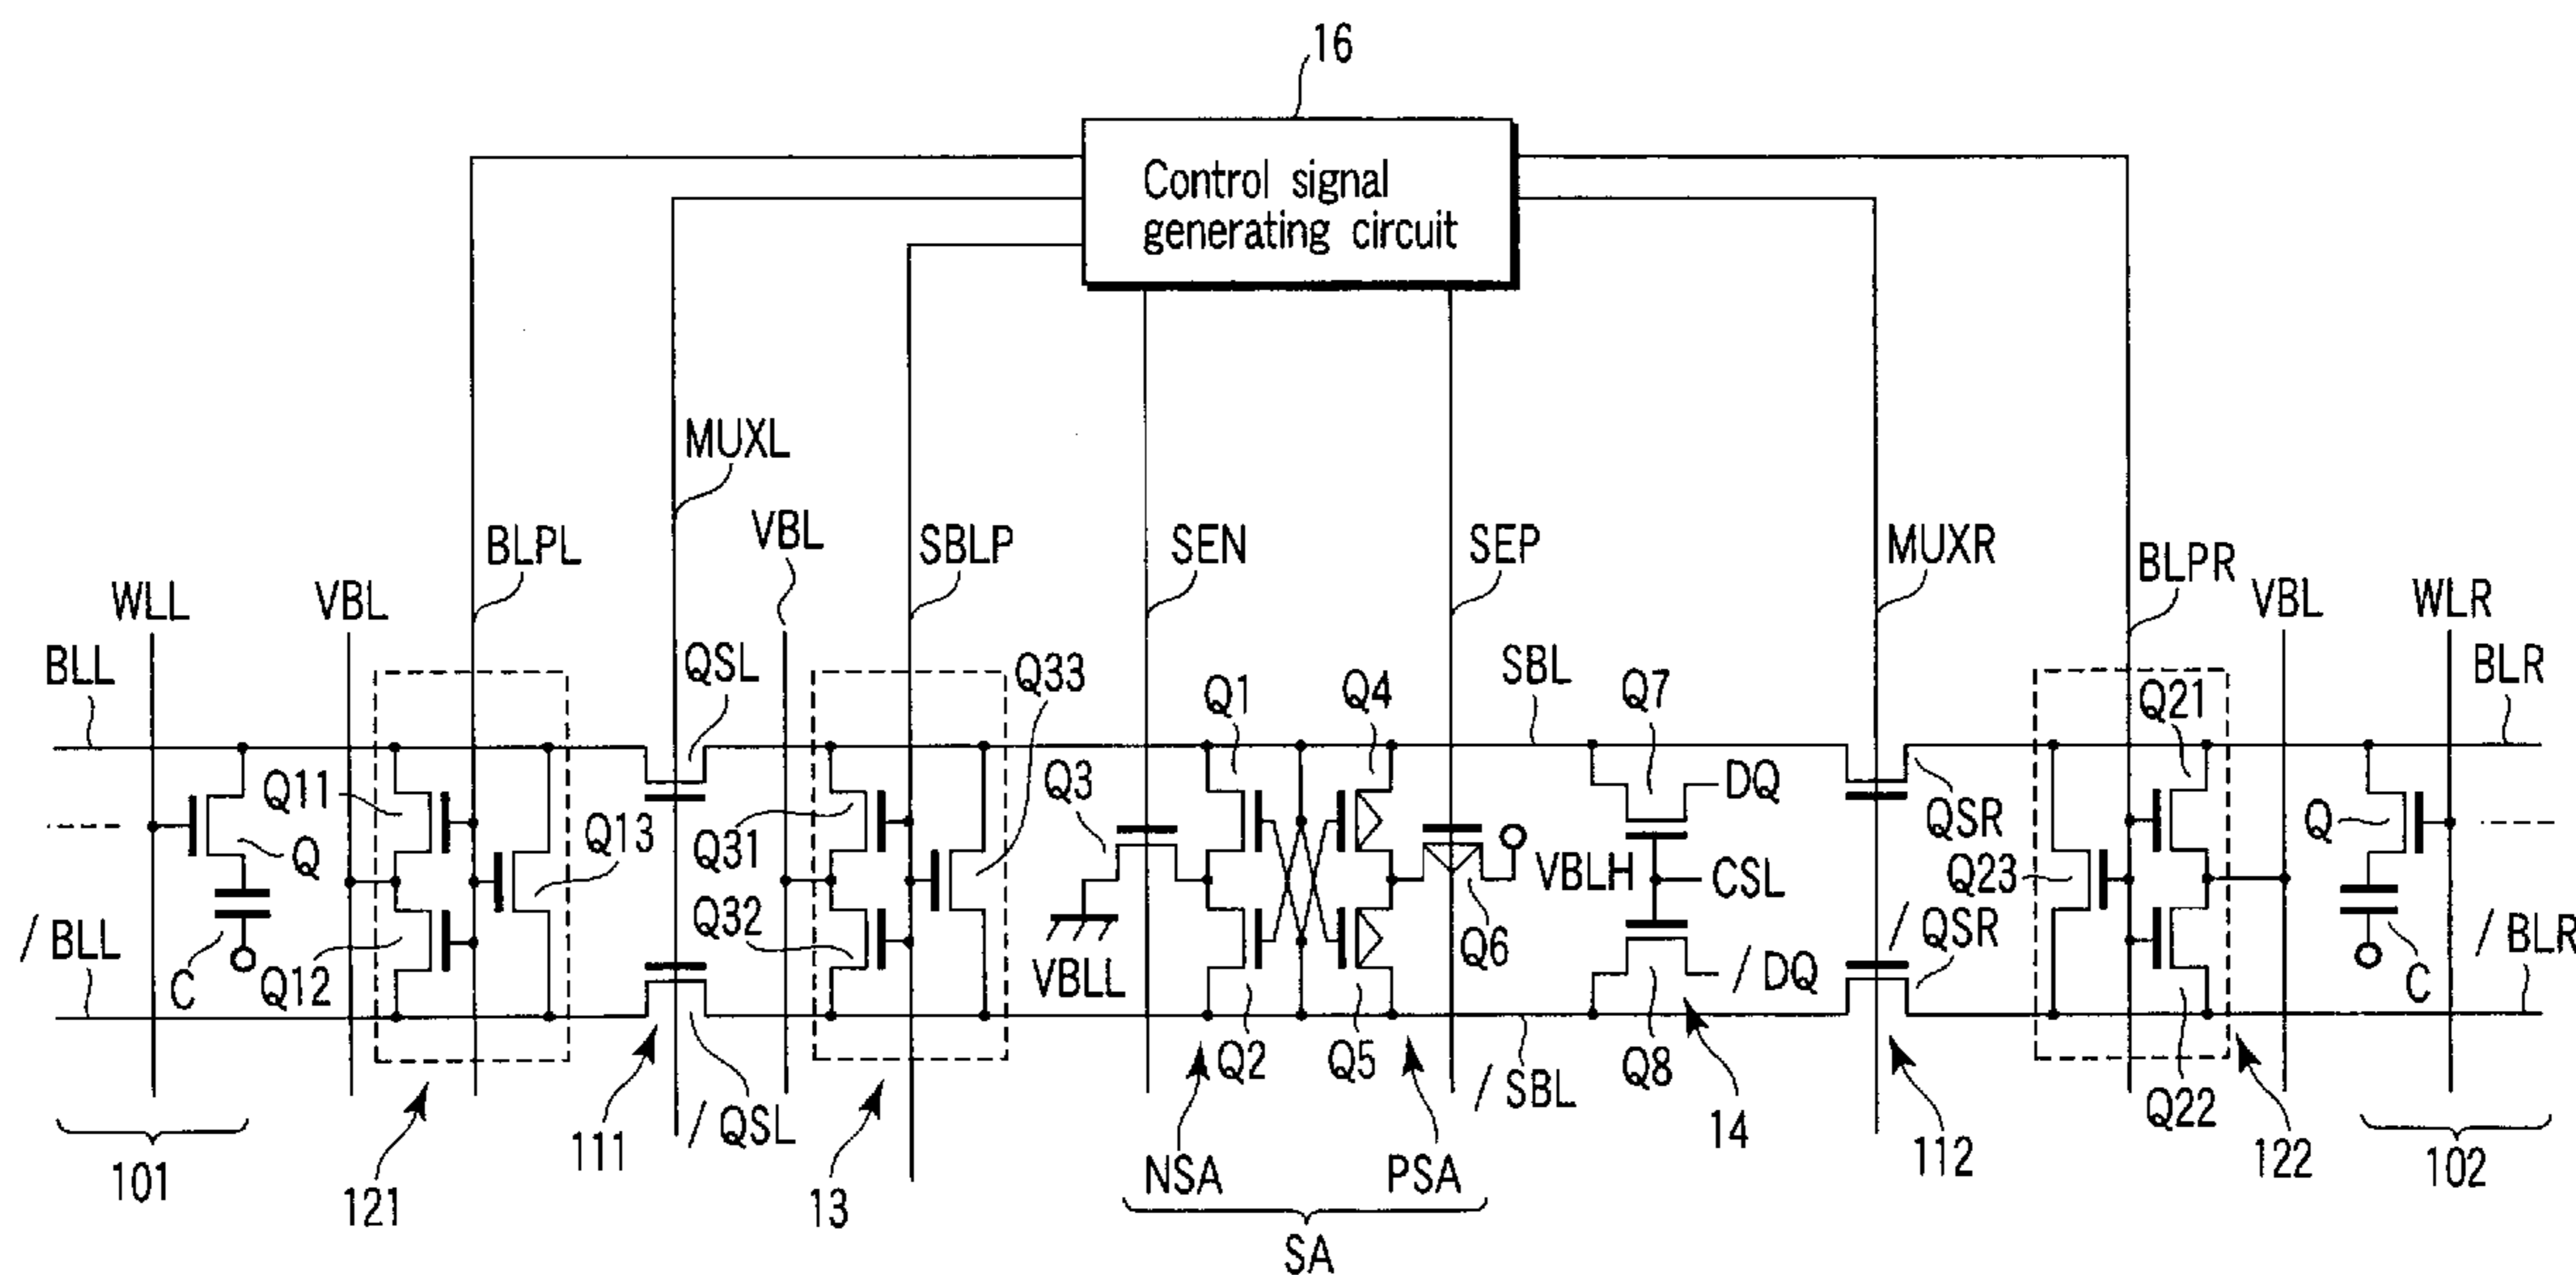 16
Control signal
generating circuit
MUXL
BLPL
VBL
SBLP
SEN
SEP
MUXR
BLPR
WLL
VBL
VBL
WLR
BLL
QSL
Q33
Q1
Q4
SBL
Q7
Q21
BLR
Q11
Q3
DQ
QSR
Q
Q13
Q31
VBLH
CSL
Q23
Q
/BLL
Q32
Q6
/QSR
/BLR
C
Q12
VBLL
/DQ
C
Q2
Q5
/SBL
Q8
Q22
111
/QSL
14
112
122
101
121
13
NSA
PSA
102
SA